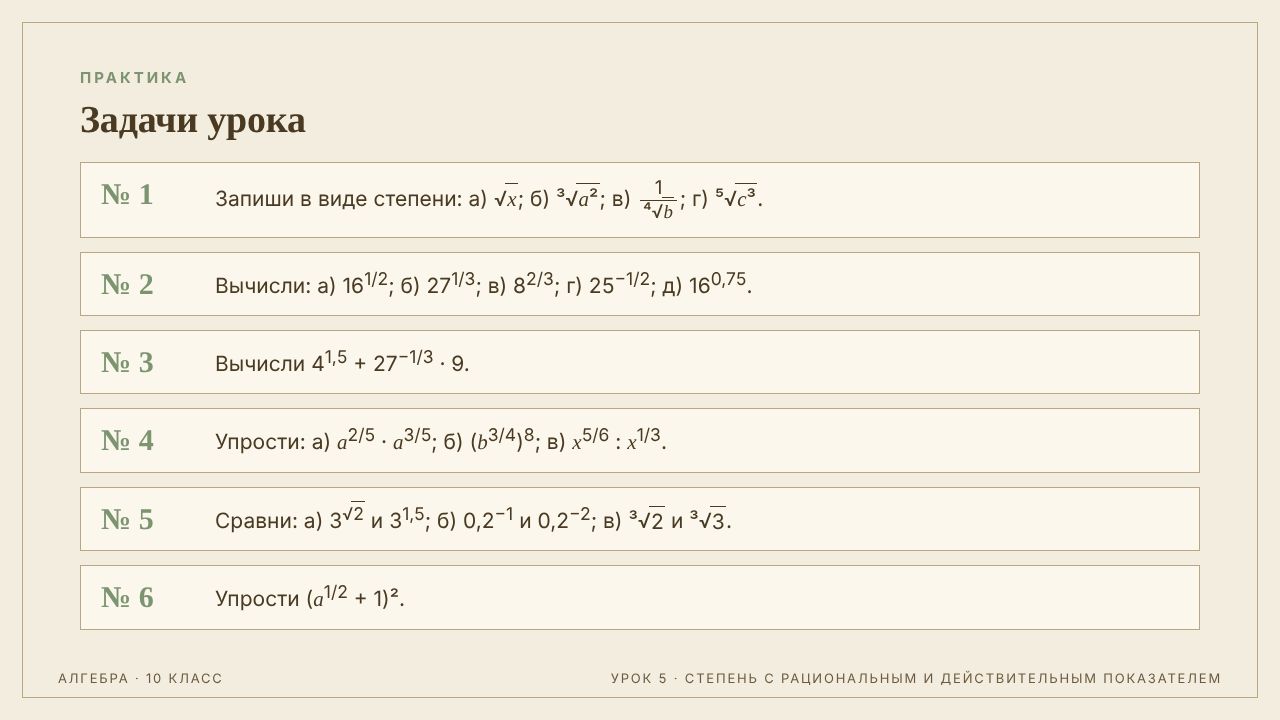 ПРАКТИКА
Задачи урока
№ 1 Запиши в виде степени: а) √x; б) ³√a²; в) 1/⁴√b; г) ⁵√c³.
№ 2 Вычисли: а) 16^1/2; б) 27^1/3; в) 8^2/3; г) 25^−1/2; д) 16^0,75.
№ 3 Вычисли 4^1,5 + 27^−1/3 · 9.
№ 4 Упрости: а) a^2/5 · a^3/5; б) (b^3/4)^8; в) x^5/6 : x^1/3.
№ 5 Сравни: а) 3^√2 и 3^1,5; б) 0,2^−1 и 0,2^−2; в) ³√2 и ³√3.
№ 6 Упрости (a^1/2 + 1)².
АЛГЕБРА · 10 КЛАСС
УРОК 5 · СТЕПЕНЬ С РАЦИОНАЛЬНЫМ И ДЕЙСТВИТЕЛЬНЫМ ПОКАЗАТЕЛЕМ